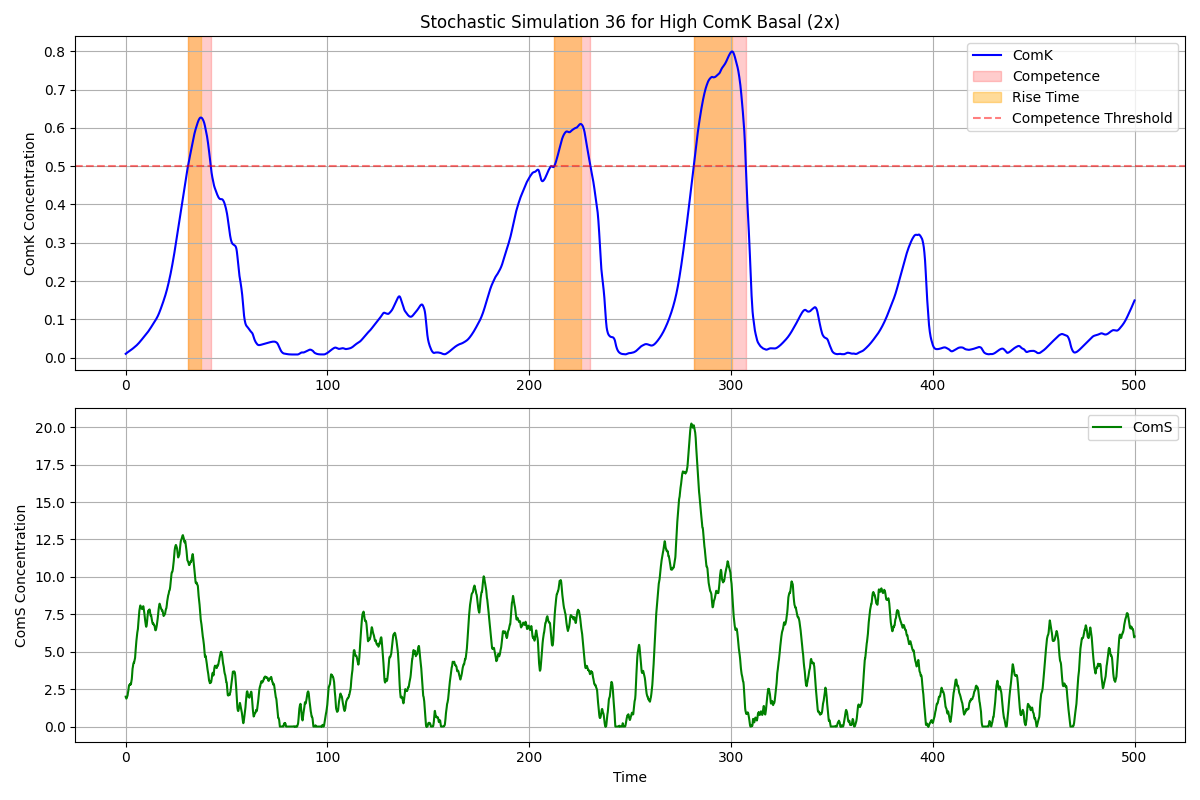 Stochastic Simulation 36 for High ComK Basal (2x)
ComK Concentration
0.8
0.7
0.6
0.5
0.4
0.3
0.2
0.1
0.0
ComK
Competence
Rise Time
Competence Threshold
0 100 200 300 400 500
ComS Concentration
20.0
17.5
15.0
12.5
10.0
7.5
5.0
2.5
0.0
ComS
0 100 200 300 400 500
Time